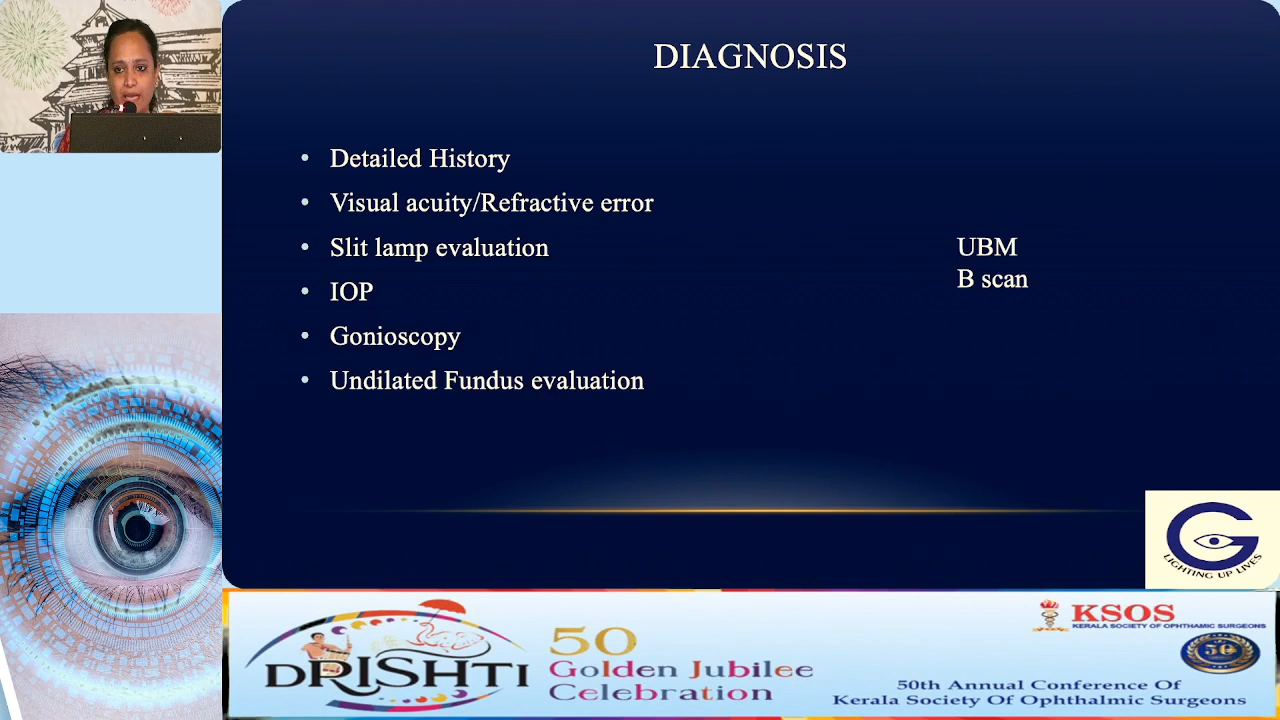 DIAGNOSIS
• Detailed History
• Visual acuity/Refractive error
• Slit lamp evaluation
• IOP
• Gonioscopy
• Undilated Fundus evaluation
UBM
B scan
G
LIGHTING UP LIVES
DRISHTI
50
Golden Jubilee
Celebration
KSOS
KERALA SOCIETY OF OPHTHAMIC SURGEONS
50
50th Annual Conference Of
Kerala Society Of Ophthalmic Surgeons